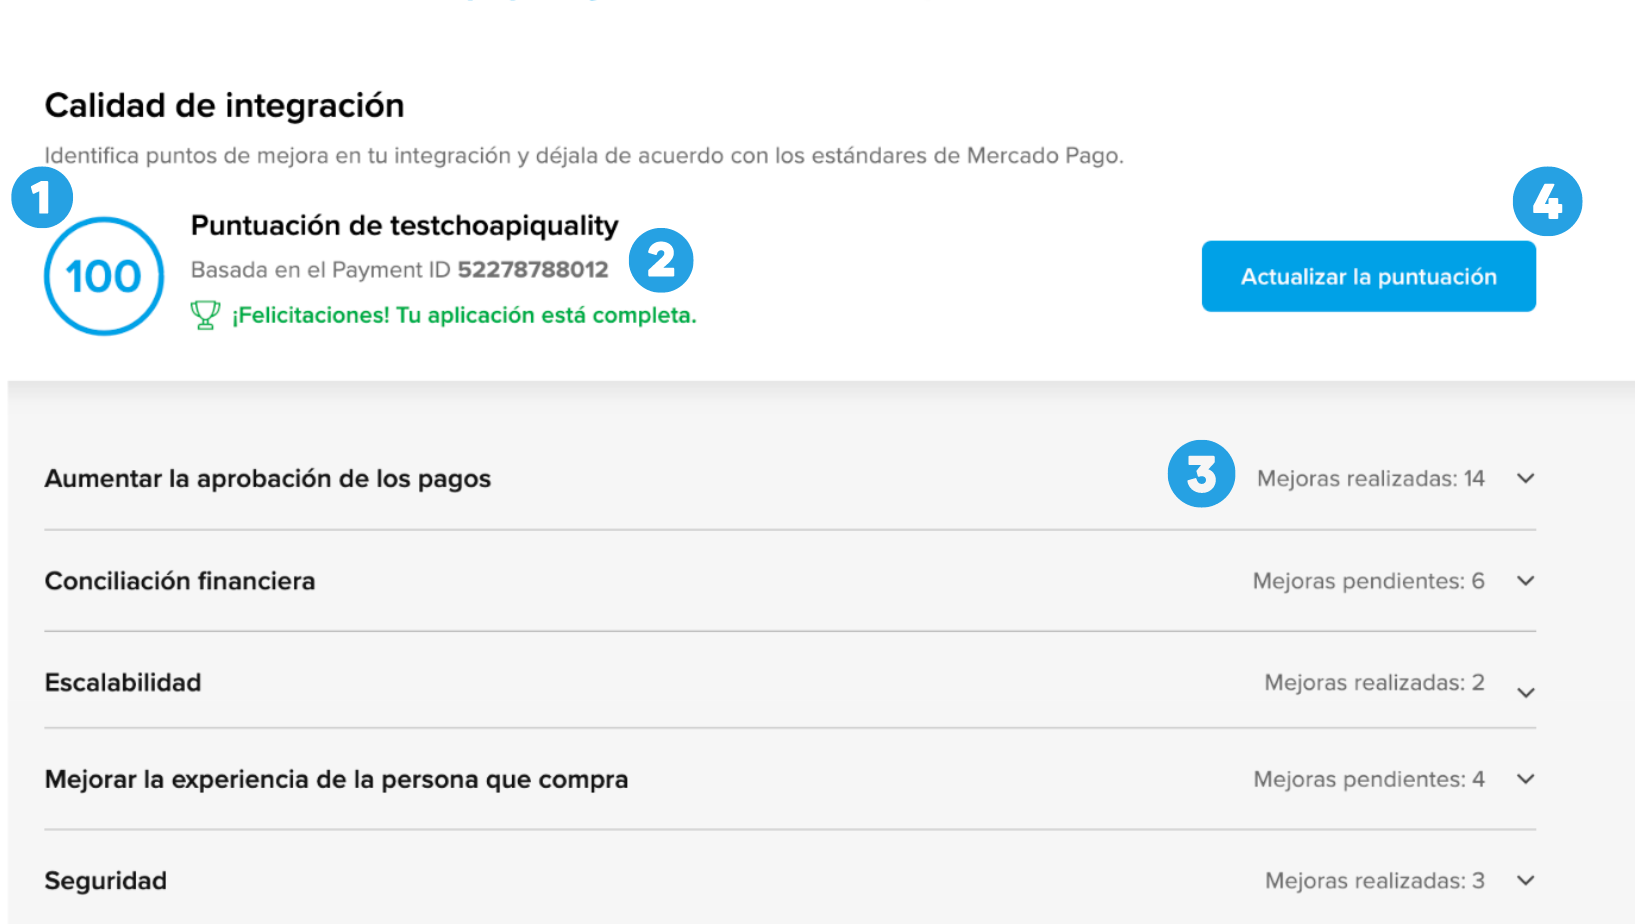 Calidad de integración
Identifica puntos de mejora en tu integración y déjala de acuerdo con los estándares de Mercado Pago.
1
4
100
Puntuación de testchoapiquality
Basada en el Payment ID 52278788012
2
¡Felicitaciones! Tu aplicación está completa.
Actualizar la puntuación
Aumentar la aprobación de los pagos
3
Mejoras realizadas: 14
Conciliación financiera
Mejoras pendientes: 6
Escalabilidad
Mejoras realizadas: 2
Mejorar la experiencia de la persona que compra
Mejoras pendientes: 4
Seguridad
Mejoras realizadas: 3